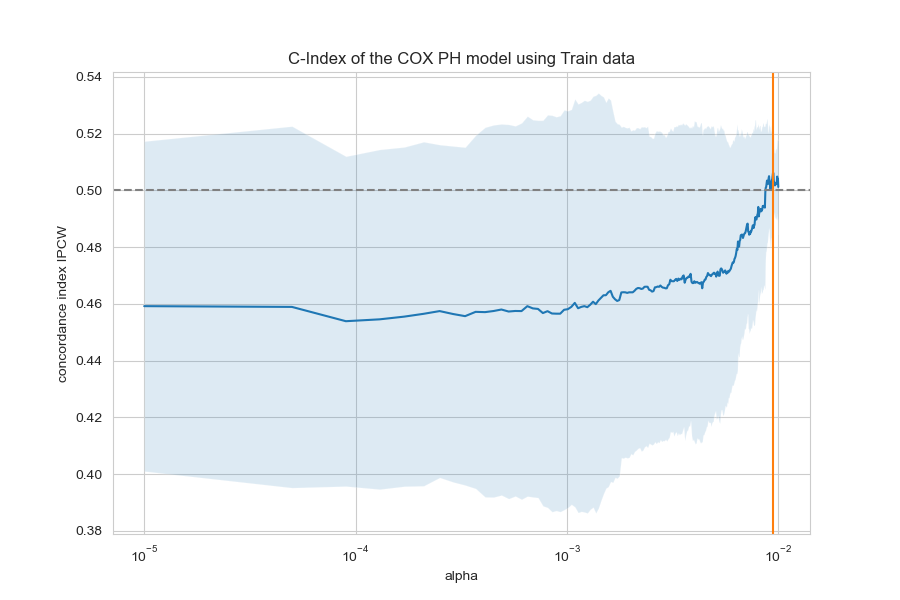 C-Index of the COX PH model using Train data
concordance index IPCW
0.54
0.52
0.50
0.48
0.46
0.44
0.42
0.40
0.38
10⁻⁵ 10⁻⁴ 10⁻³ 10⁻²
alpha